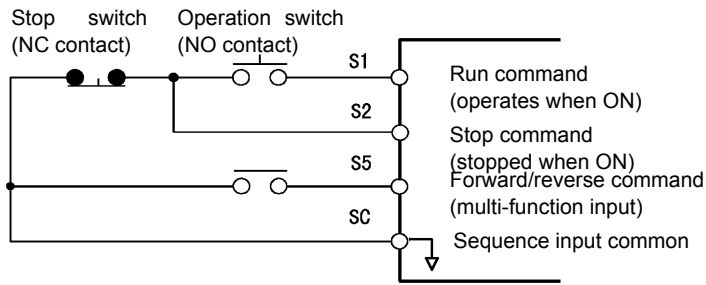 Stop switch
(NC contact)
Operation switch
(NO contact)
S1
Run command
(operates when ON)
S2
Stop command
(stopped when ON)
S5
Forward/reverse command
(multi-function input)
SC
Sequence input common